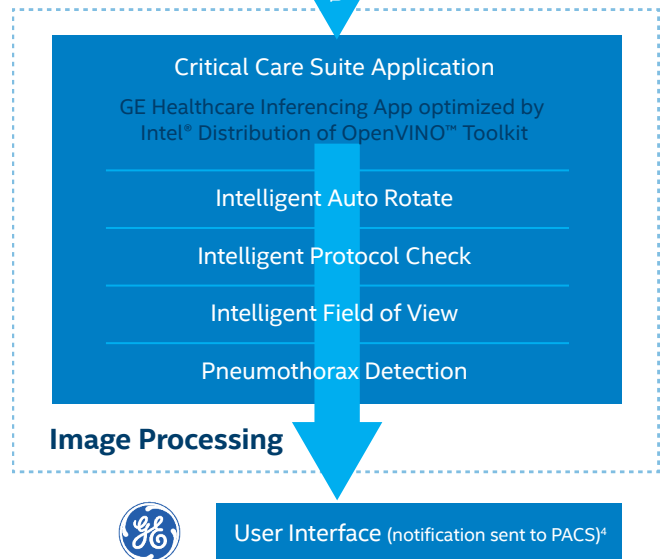 Critical Care Suite Application
GE Healthcare Inferencing App optimized by
Intel® Distribution of OpenVINO™ Toolkit
Intelligent Auto Rotate
Intelligent Protocol Check
Intelligent Field of View
Pneumothorax Detection
Image Processing
GE
User Interface (notification sent to PACS)⁴